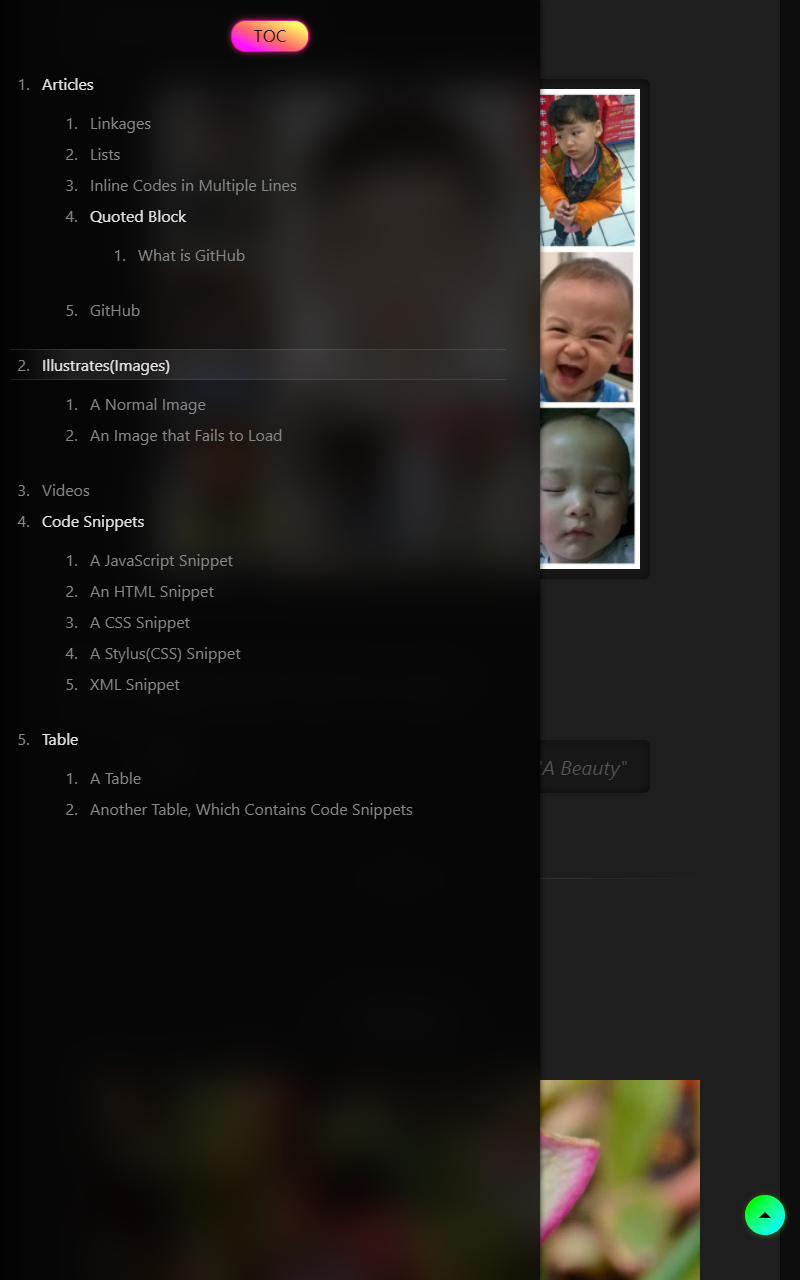 TOC
1. Articles
1. Linkages
2. Lists
3. Inline Codes in Multiple Lines
4. Quoted Block
1. What is GitHub
5. GitHub
2. Illustrates(Images)
1. A Normal Image
2. An Image that Fails to Load
3. Videos
4. Code Snippets
1. A JavaScript Snippet
2. An HTML Snippet
3. A CSS Snippet
4. A Stylus(CSS) Snippet
5. XML Snippet
5. Table
"A Beauty"
1. A Table
2. Another Table, Which Contains Code Snippets